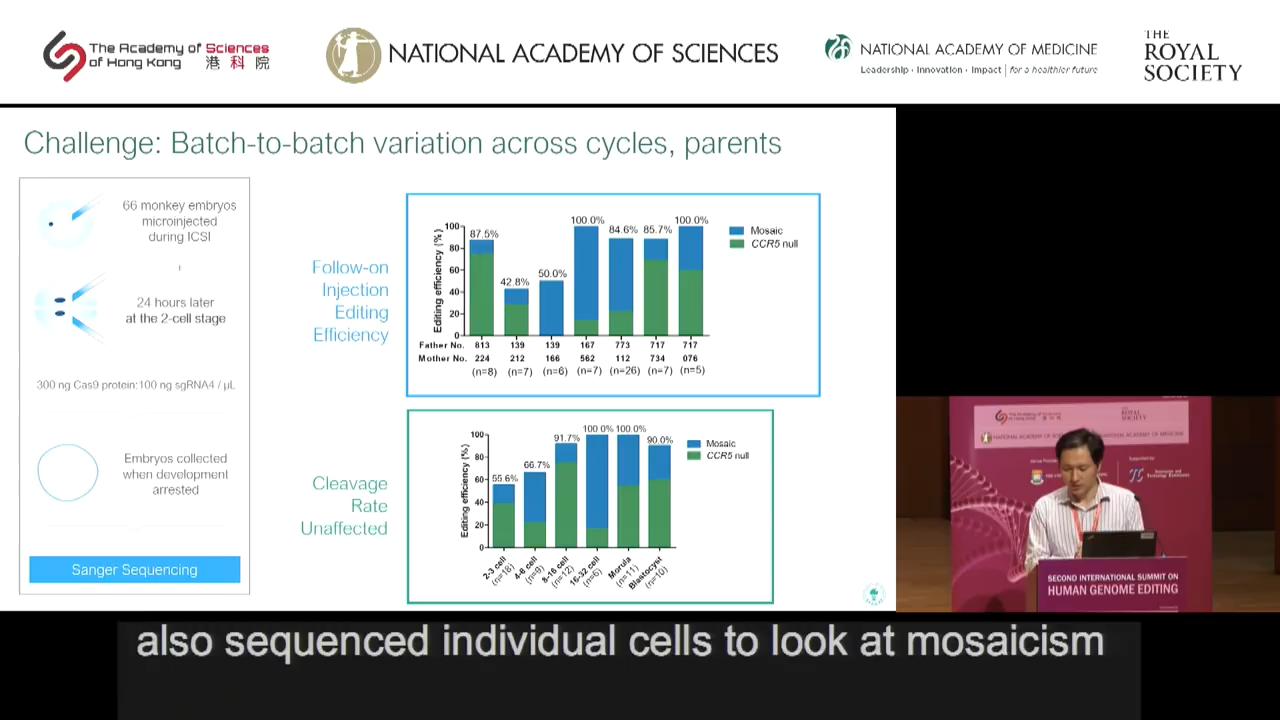 The Academy of Sciences
of Hong Kong 港科院
NATIONAL ACADEMY OF SCIENCES
NATIONAL ACADEMY OF MEDICINE
Leadership · Innovation · Impact | for a healthier future
THE
ROYAL
SOCIETY
Challenge: Batch-to-batch variation across cycles, parents
66 monkey embryos
microinjected
during ICSI
24 hours later
at the 2-cell stage
300 ng Cas9 protein:100 ng sgRNA4 / μL
Embryos collected
when development
arrested
Sanger Sequencing
Follow-on
Injection
Editing
Efficiency
Editing efficiency (%)
100
80
60
40
20
0
87.5%
42.8%
50.0%
100.0%
84.6%
85.7%
100.0%
Mosaic
CCR5 null
Father No. 813 139 139 167 773 717 717
Mother No. 224 212 166 562 112 734 076
(n=8) (n=7) (n=6) (n=7) (n=26) (n=7) (n=5)
Cleavage
Rate
Unaffected
Editing efficiency (%)
100
80
60
40
20
0
55.6%
66.7%
91.7%
100.0%
100.0%
90.0%
Mosaic
CCR5 null
2-3 cell
(n=18)
4-8 cell
(n=9)
8-16 cell
(n=12)
16-32 cell
(n=6)
Morula
(n=11)
Blastocyst
(n=10)
SECOND INTERNATIONAL SUMMIT ON
HUMAN GENOME EDITING
also sequenced individual cells to look at mosaicism